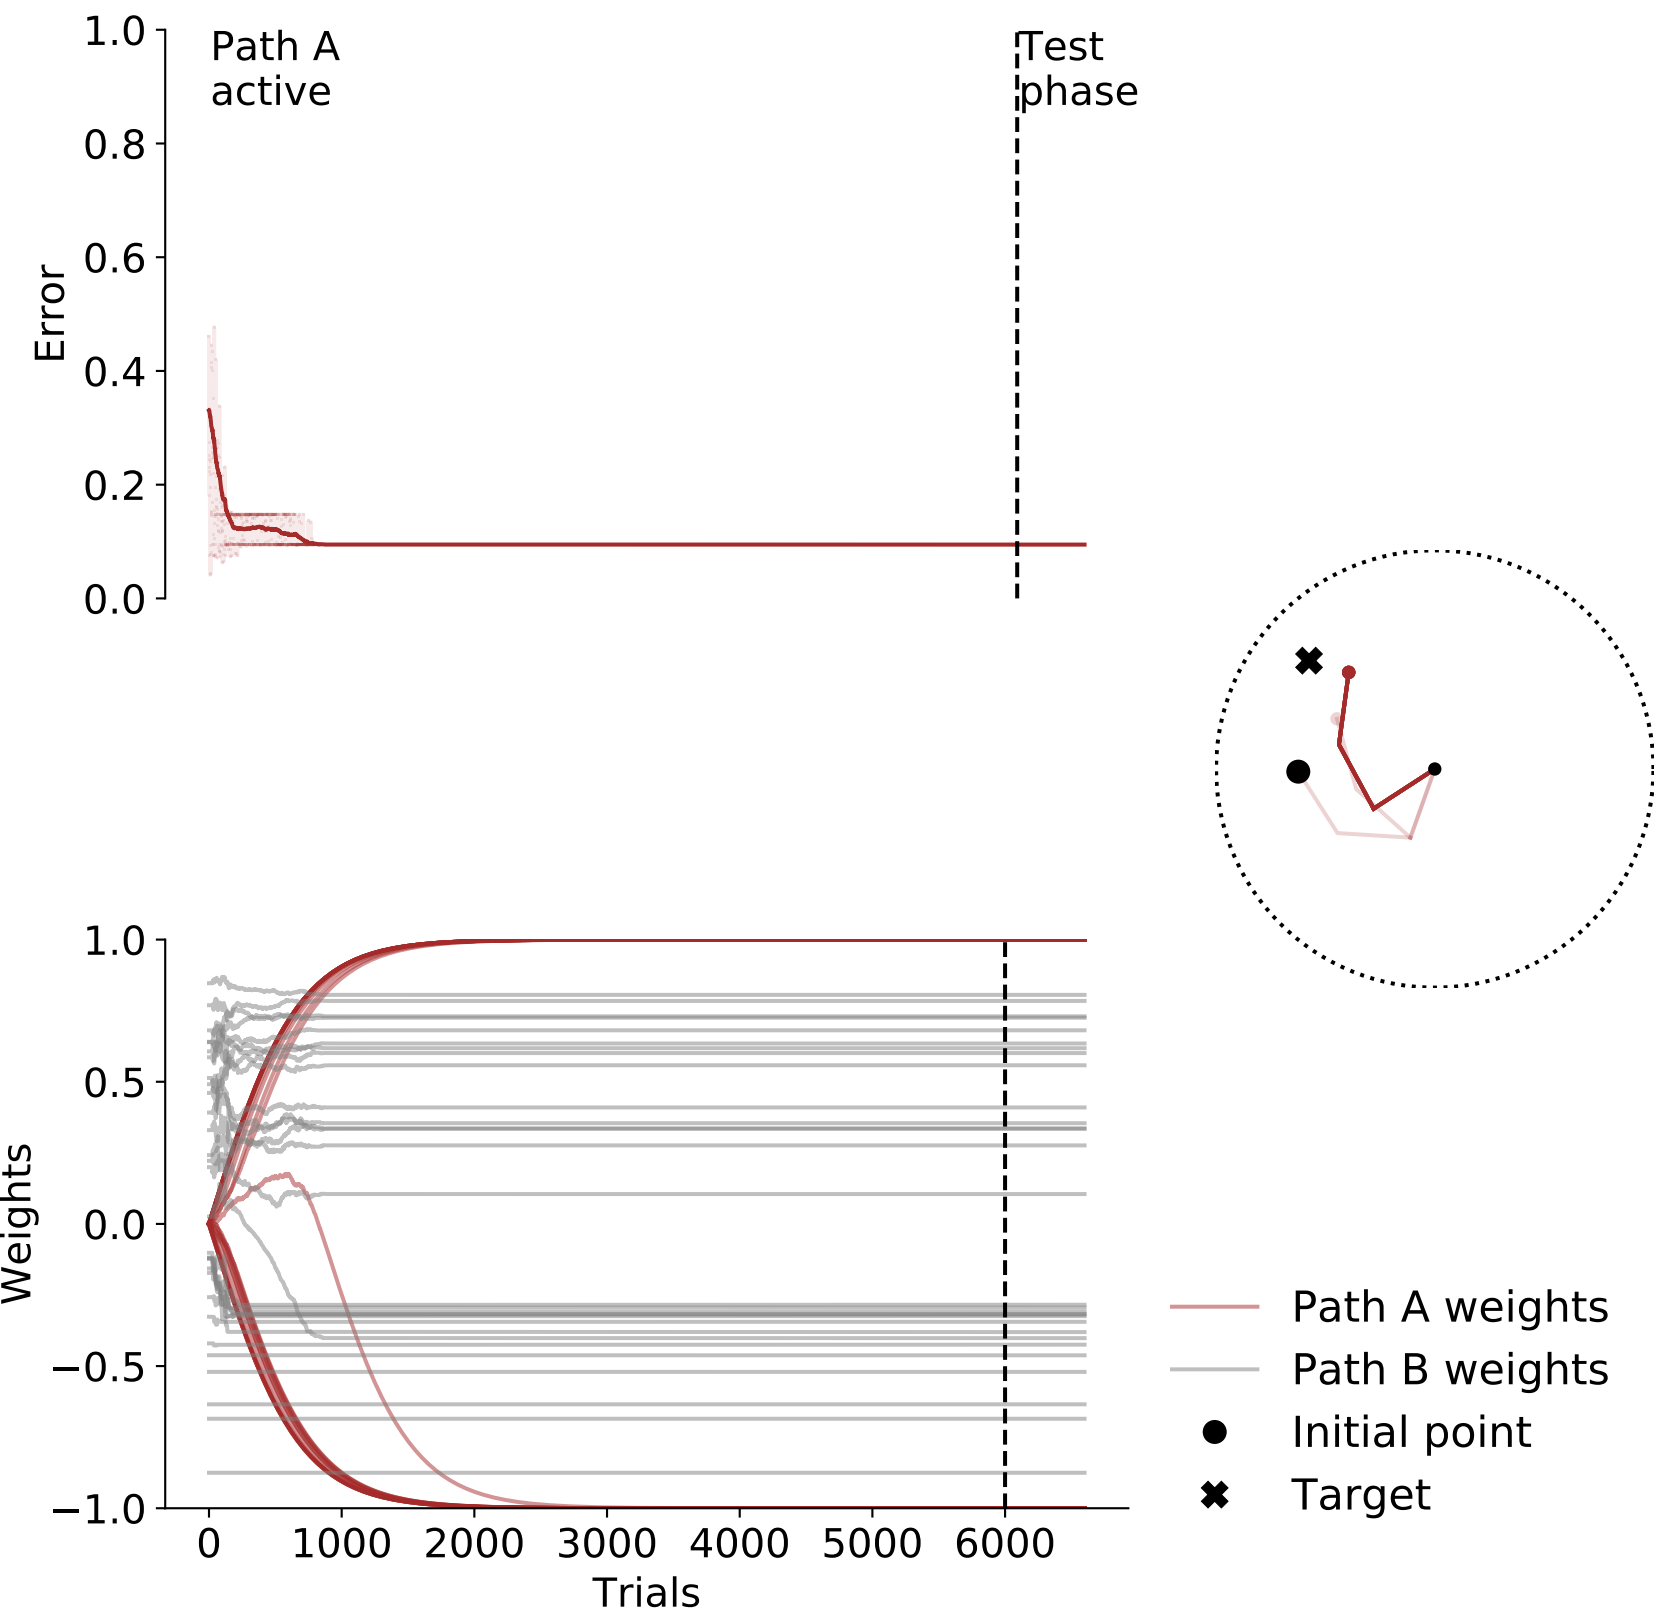 1.0
Path A
active
Test
phase
0.8
0.6
0.4
0.2
0.0
Error
1.0
0.5
0.0
−0.5
−1.0
Weights
0 1000 2000 3000 4000 5000 6000
Trials
Path A weights
Path B weights
Initial point
Target